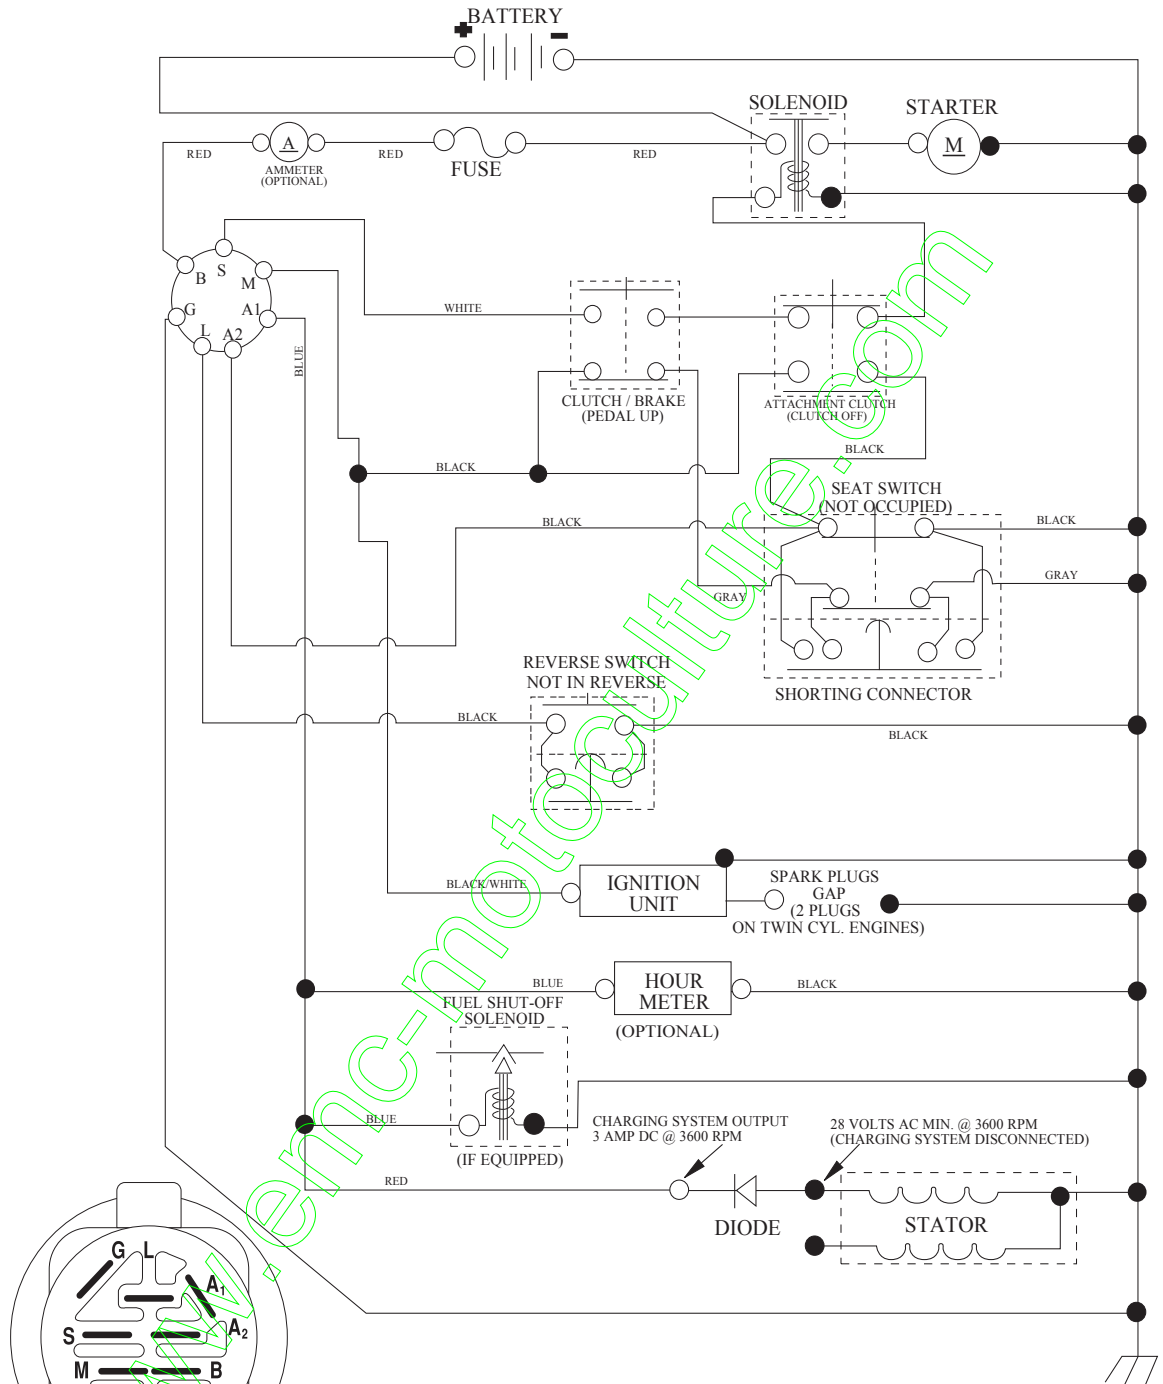 BATTERY
+ -
SOLENOID
STARTER
RED
A
RED
FUSE
RED
M
AMMETER
(OPTIONAL)
B
S
M
G
A1
L
A2
WHITE
BLUE
CLUTCH / BRAKE
(PEDAL UP)
ATTACHMENT CLUTCH
(CLUTCH OFF)
BLACK
BLACK
SEAT SWITCH
(NOT OCCUPIED)
BLACK
BLACK
GRAY
GRAY
SHORTING CONNECTOR
REVERSE SWITCH
NOT IN REVERSE
BLACK
BLACK
BLACK/WHITE
IGNITION
UNIT
SPARK PLUGS
GAP
(2 PLUGS
ON TWIN CYL. ENGINES)
BLUE
HOUR
METER
BLACK
(OPTIONAL)
FUEL SHUT-OFF
SOLENOID
BLUE
(IF EQUIPPED)
CHARGING SYSTEM OUTPUT
3 AMP DC @ 3600 RPM
28 VOLTS AC MIN. @ 3600 RPM
(CHARGING SYSTEM DISCONNECTED)
RED
DIODE
STATOR
G L
A1
S
A2
M
B
www.emc-motoculture.com